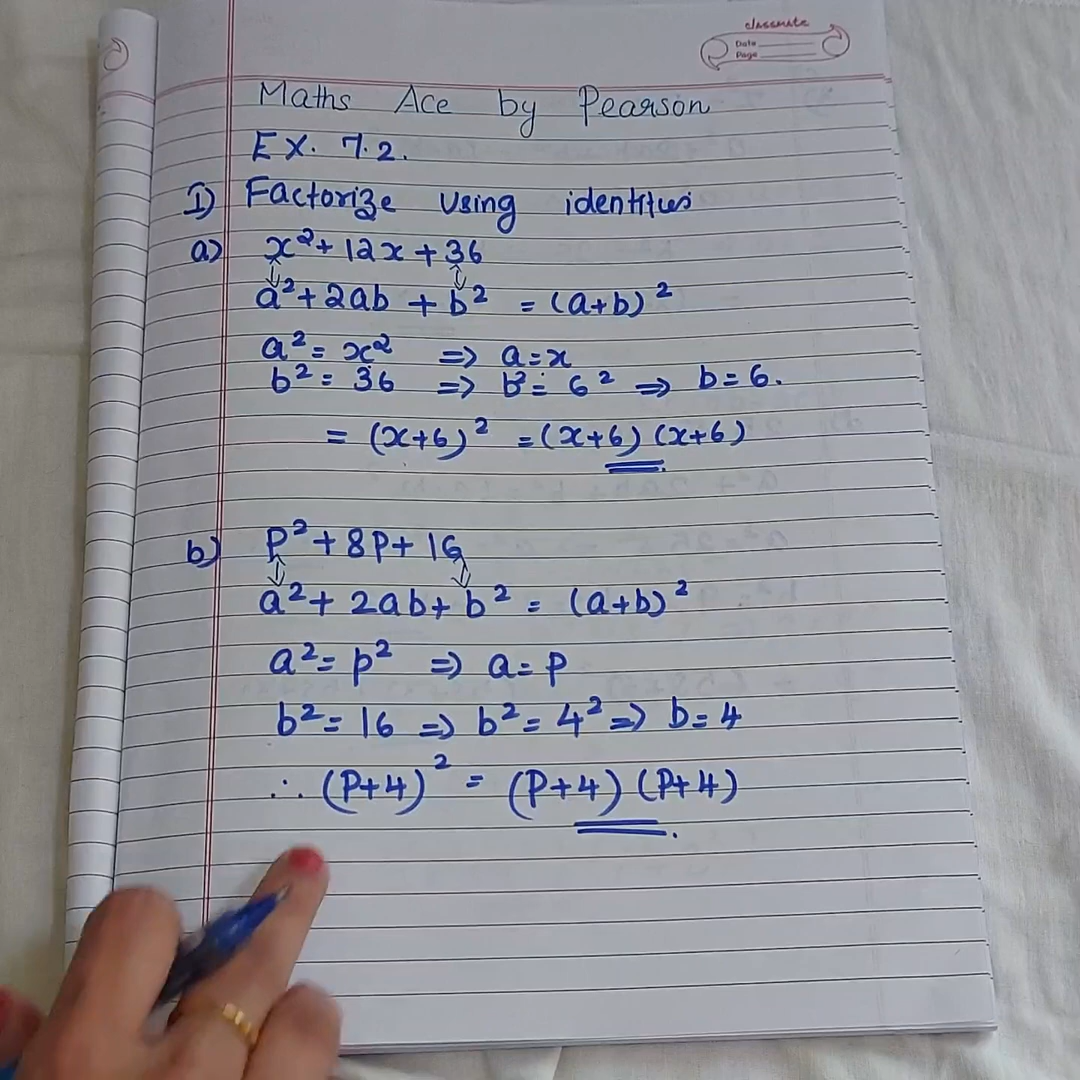 classmate
Date
Page
Maths Ace by Pearson
EX. 7.2.
1) Factorize using identities
a) x²+12x+36
a²+2ab+b² = (a+b)²
a²=x² ⇒ a=x
b²=36 ⇒ b²=6² ⇒ b=6.
= (x+6)² =(x+6)(x+6)
b) p²+8p+16
a²+2ab+b² = (a+b)²
a²=p² ⇒ a=p
b²=16 ⇒ b²=4² ⇒ b=4
∴ (p+4)² = (p+4)(p+4).